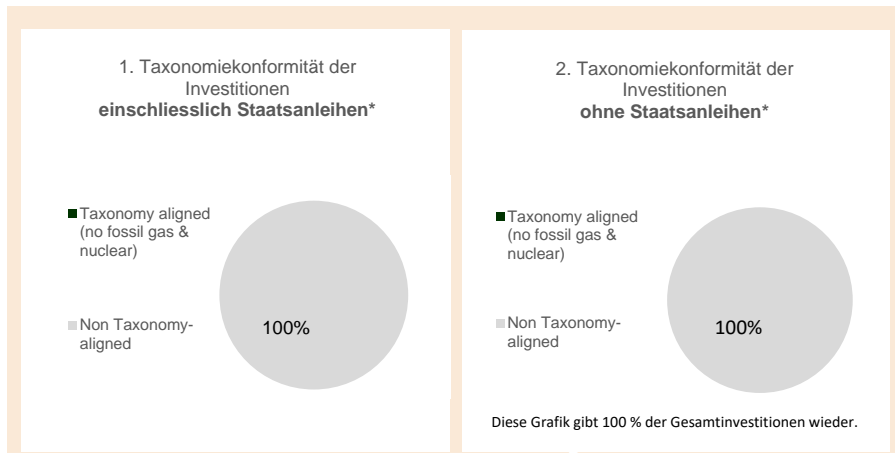 1. Taxonomiekonformität der
Investitionen
einschliesslich Staatsanleihen*
Taxonomy aligned
(no fossil gas &
nuclear)
Non Taxonomy-
aligned
100%
2. Taxonomiekonformität der
Investitionen
ohne Staatsanleihen*
Taxonomy aligned
(no fossil gas &
nuclear)
Non Taxonomy-
aligned
100%
Diese Grafik gibt 100 % der Gesamtinvestitionen wieder.